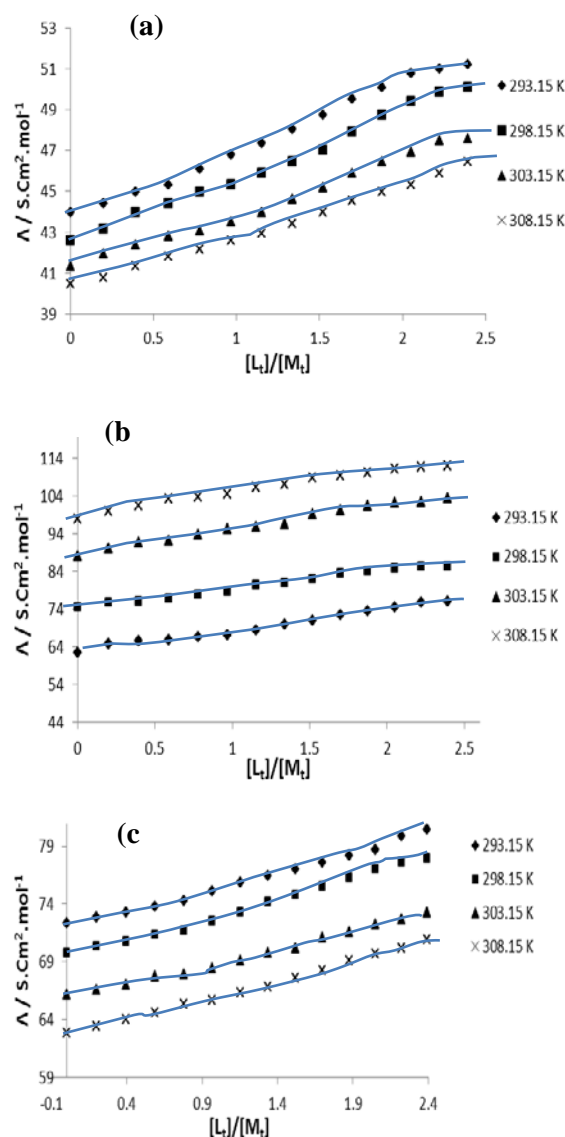 (a)
53
51
49
47
45
43
41
39
Λ / S.Cm².mol⁻¹
0 0.5 1 1.5 2 2.5
[Lt]/[Mt]
293.15 K
298.15 K
303.15 K
308.15 K
(b
114
104
94
84
74
64
54
44
Λ / S.Cm².mol⁻¹
0 0.5 1 1.5 2 2.5
[Lt]/[Mt]
293.15 K
298.15 K
303.15 K
308.15 K
(c
79
74
69
64
59
Λ / S.Cm².mol⁻¹
-0.1 0.4 0.9 1.4 1.9 2.4
[Lt]/[Mt]
293.15 K
298.15 K
303.15 K
308.15 K